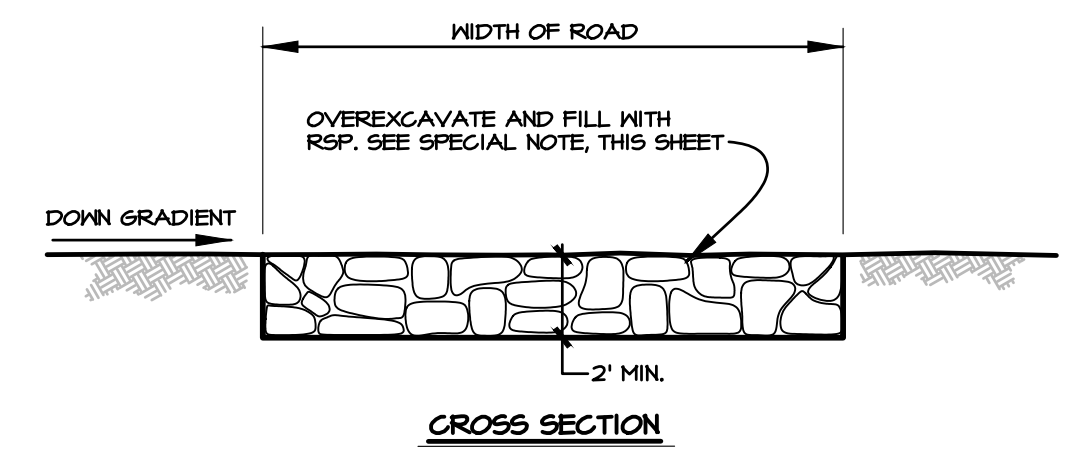 WIDTH OF ROAD
OVEREXCAVATE AND FILL WITH
RSP. SEE SPECIAL NOTE, THIS SHEET
DOWN GRADIENT
2' MIN.
CROSS SECTION